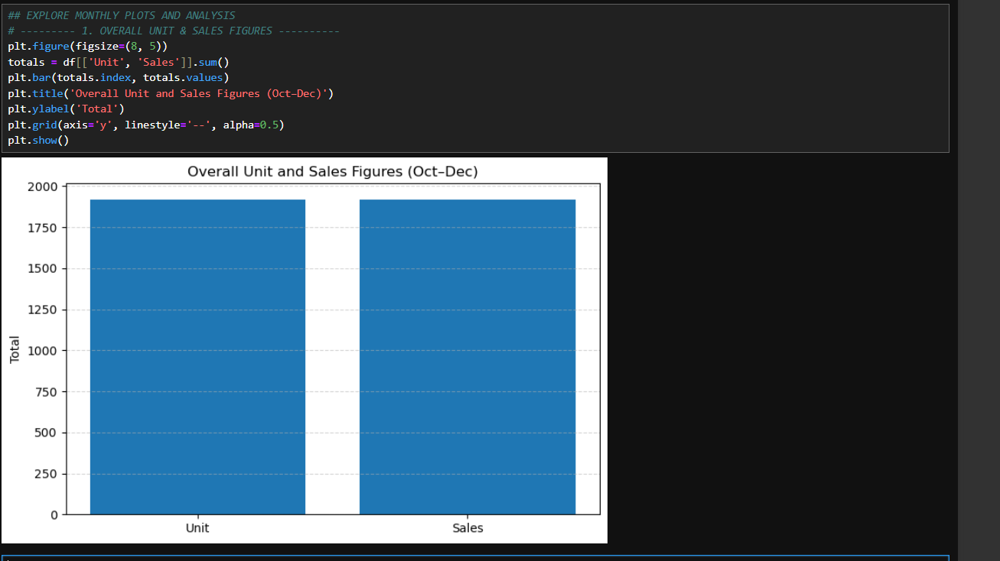 ## EXPLORE MONTHLY PLOTS AND ANALYSIS
# --------- 1. OVERALL UNIT & SALES FIGURES ----------
plt.figure(figsize=(8, 5))
totals = df[['Unit', 'Sales']].sum()
plt.bar(totals.index, totals.values)
plt.title('Overall Unit and Sales Figures (Oct–Dec)')
plt.ylabel('Total')
plt.grid(axis='y', linestyle='--', alpha=0.5)
plt.show()
Overall Unit and Sales Figures (Oct–Dec)
2000
1750
1500
1250
1000
750
500
250
0
Total
Unit
Sales